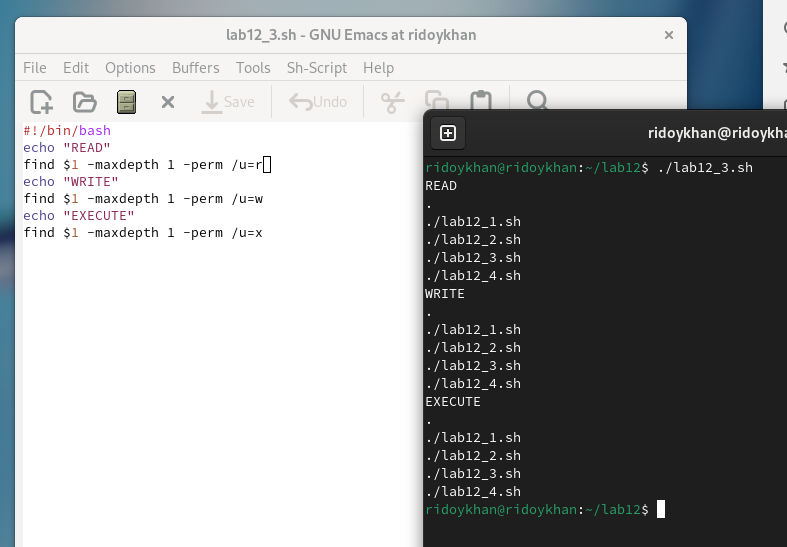 lab12_3.sh - GNU Emacs at ridoykhan
File Edit Options Buffers Tools Sh-Script Help
Save Undo
#!/bin/bash
echo "READ"
find $1 -maxdepth 1 -perm /u=r
echo "WRITE"
find $1 -maxdepth 1 -perm /u=w
echo "EXECUTE"
find $1 -maxdepth 1 -perm /u=x
ridoykhan@ridoykha
ridoykhan@ridoykhan:~/lab12$ ./lab12_3.sh
READ
.
./lab12_1.sh
./lab12_2.sh
./lab12_3.sh
./lab12_4.sh
WRITE
.
./lab12_1.sh
./lab12_2.sh
./lab12_3.sh
./lab12_4.sh
EXECUTE
.
./lab12_1.sh
./lab12_2.sh
./lab12_3.sh
./lab12_4.sh
ridoykhan@ridoykhan:~/lab12$